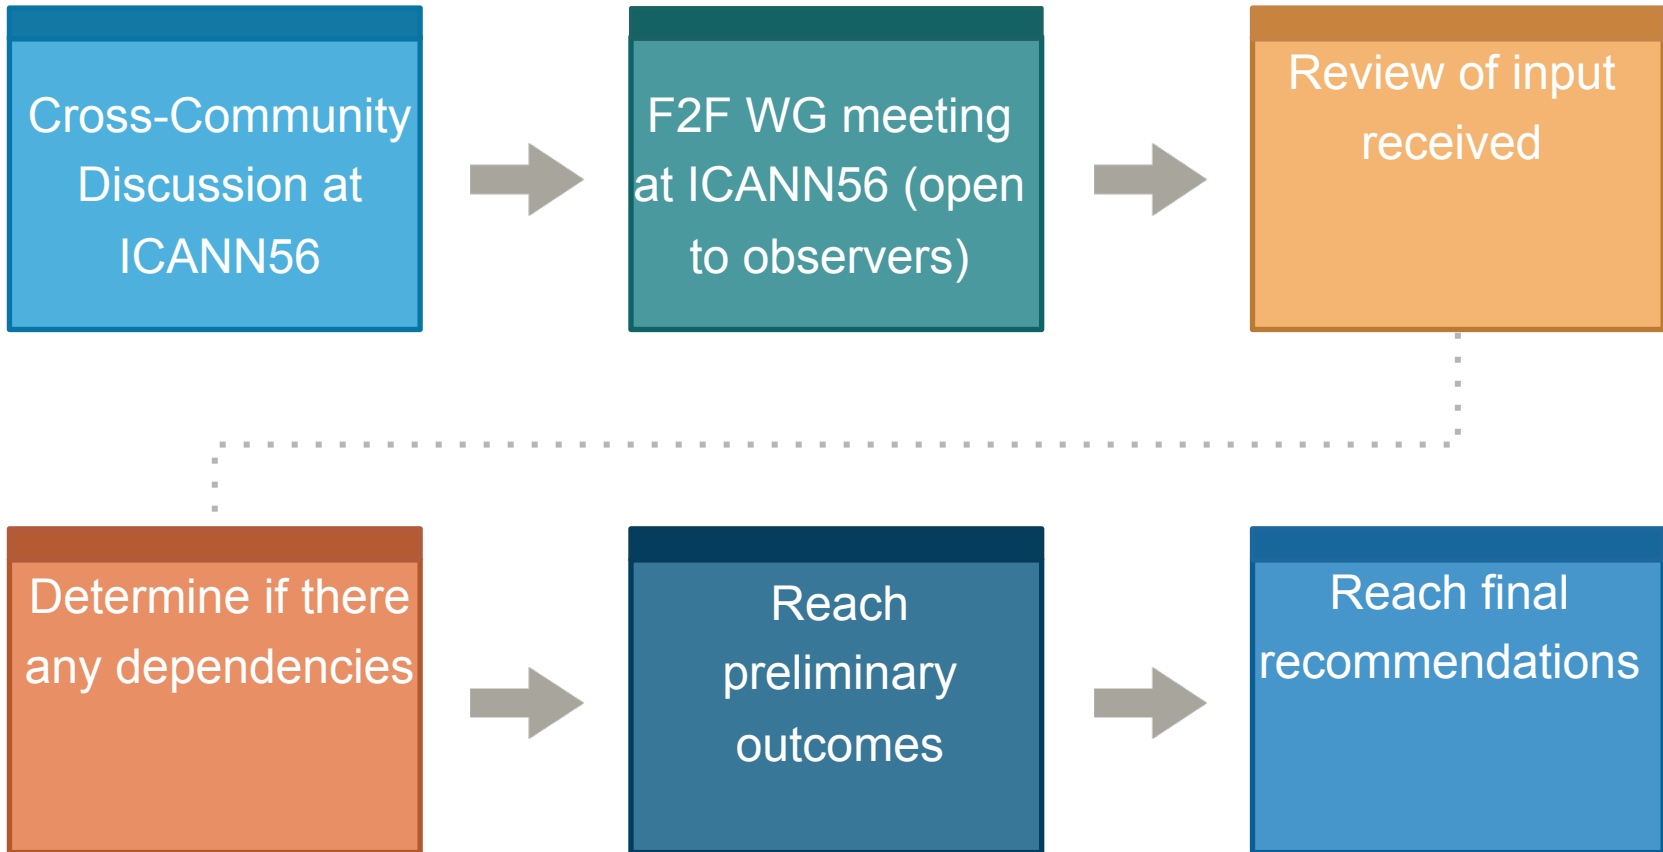 Cross-Community
Discussion at
ICANN56
F2F WG meeting
at ICANN56 (open
to observers)
Review of input
received
Determine if there
any dependencies
Reach
preliminary
outcomes
Reach final
recommendations